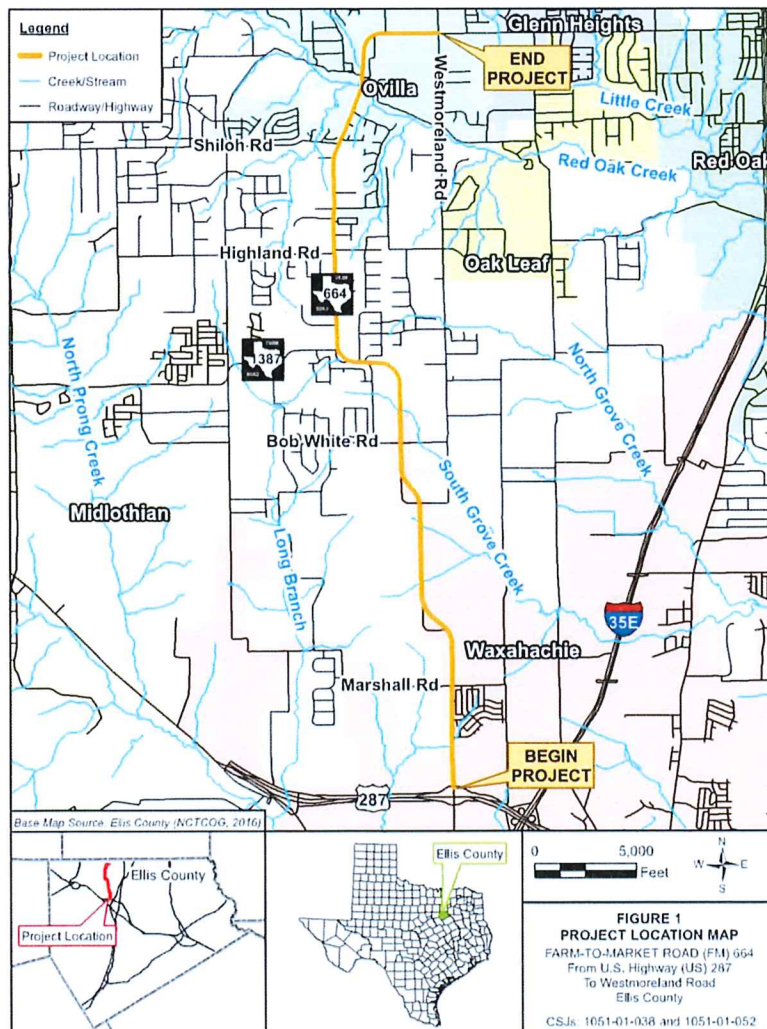 Legend
Project Location
Creek/Stream
Roadway/Highway
Glenn Heights
END
PROJECT
Ovilla
Westmoreland Rd
Little Creek
Shiloh Rd
Red Oak Creek
Red Oak
Highland Rd
Oak Leaf
664
1387
North Prong Creek
North Grove Creek
Bob White Rd
South Grove Creek
Midlothian
Long Branch
35E
Waxahachie
Marshall Rd
BEGIN
PROJECT
287
Base Map Source: Ellis County (NCTCOG, 2016)
Ellis County
Project Location
Ellis County
0 5,000
Feet
N
W E
S
FIGURE 1
PROJECT LOCATION MAP
FARM-TO-MARKET ROAD (FM) 664
From U.S. Highway (US) 287
To Westmoreland Road
Ellis County
CSJs: 1051-01-038 and 1051-01-052